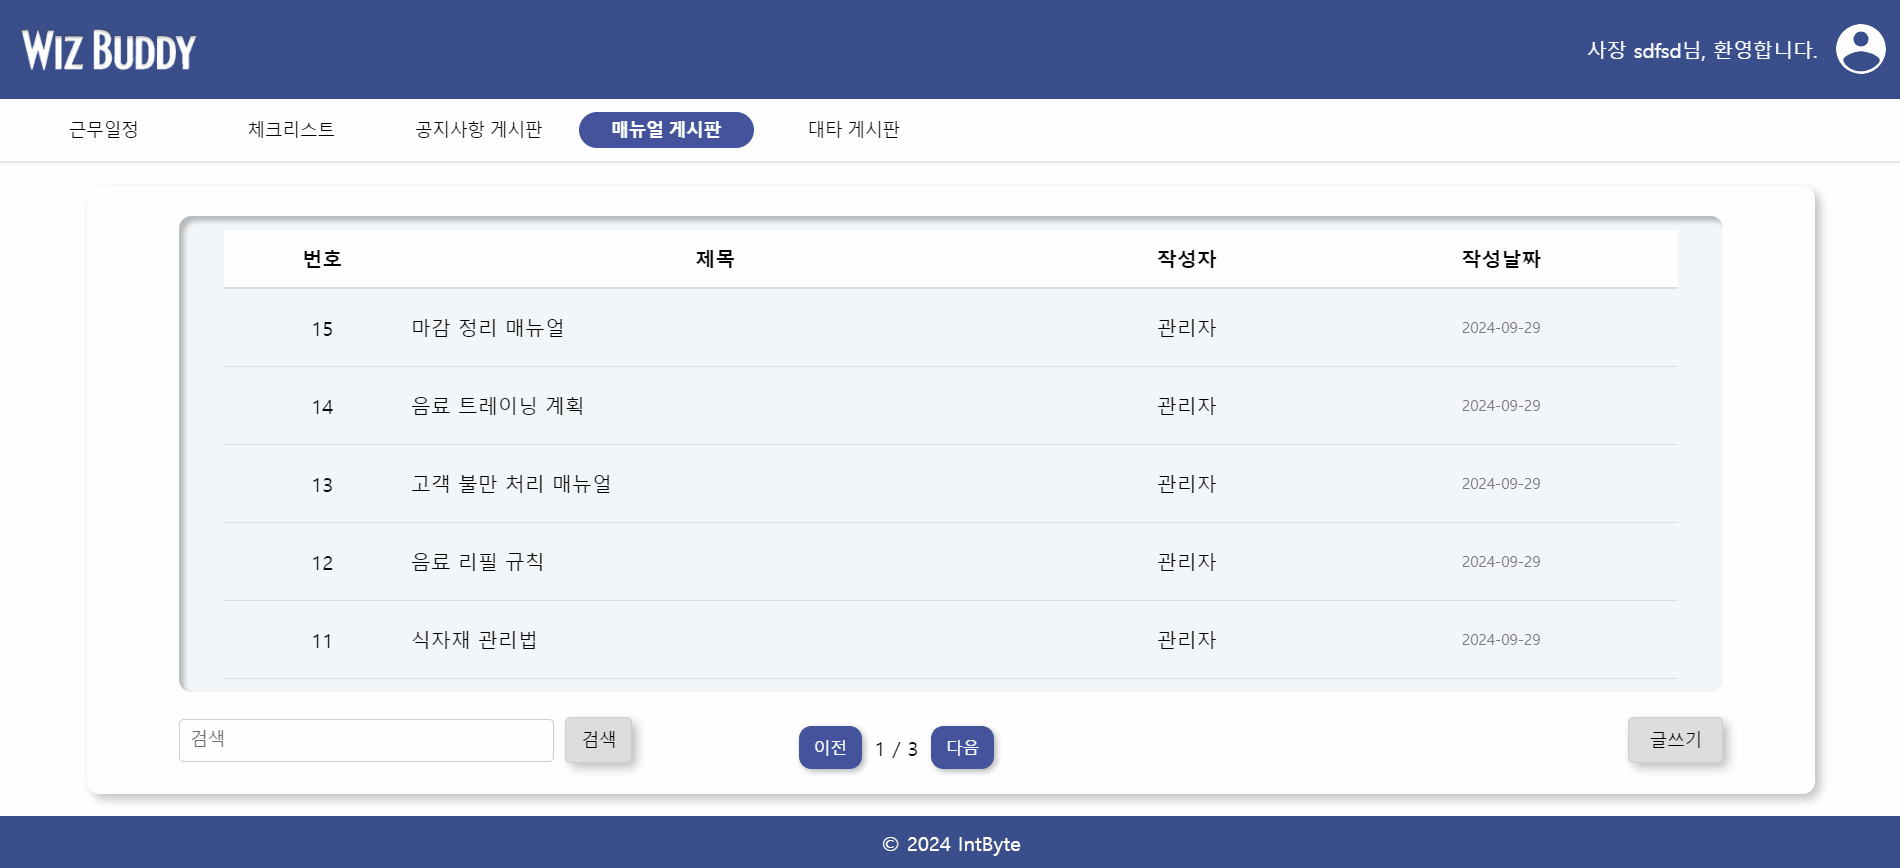 WIZ BUDDY
사장 sdfsd님, 환영합니다.
근무일정 체크리스트 공지사항 게시판 매뉴얼 게시판 대타 게시판
번호 제목 작성자 작성날짜
15 마감 정리 매뉴얼 관리자 2024-09-29
14 음료 트레이닝 계획 관리자 2024-09-29
13 고객 불만 처리 매뉴얼 관리자 2024-09-29
12 음료 리필 규칙 관리자 2024-09-29
11 식자재 관리법 관리자 2024-09-29
검색 검색 이전 1 / 3 다음 글쓰기
© 2024 IntByte